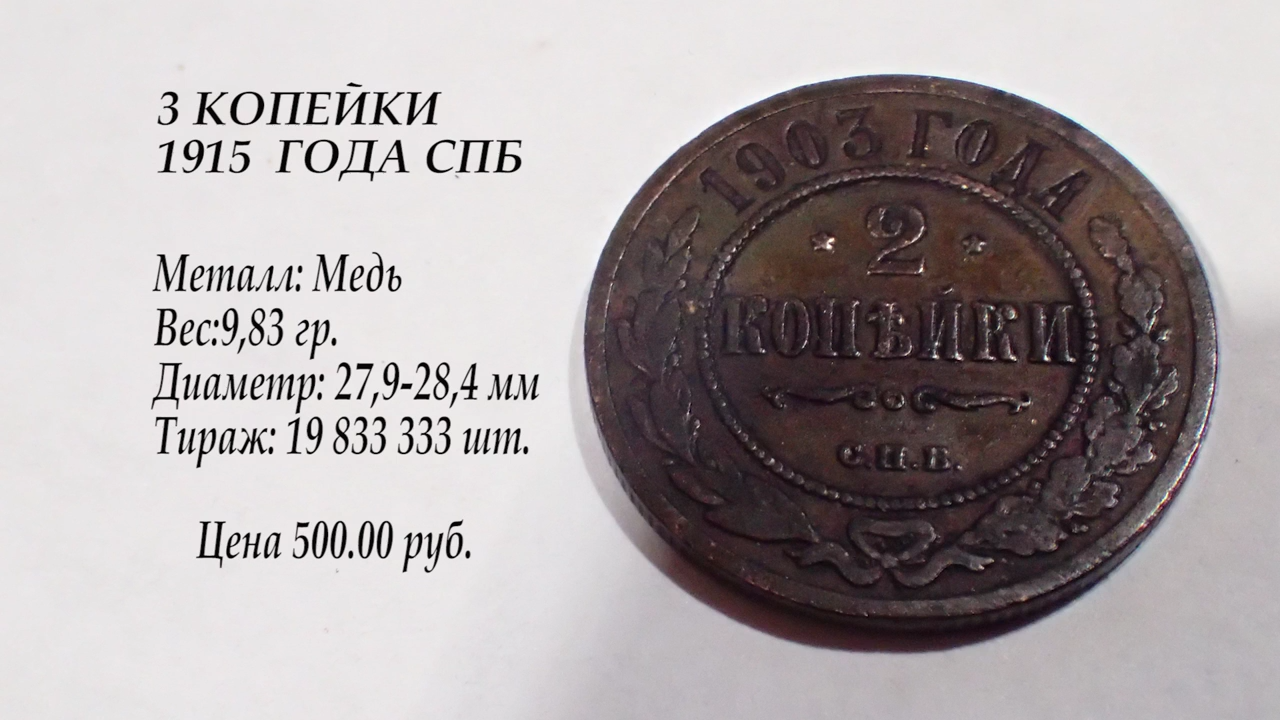 3 КОПЕЙКИ
1915 ГОДА СПБ
Металл: Медь
Вес:9,83 гр.
Диаметр: 27,9-28,4 мм
Тираж: 19 833 333 шт.
Цена 500.00 руб.
1903 ГОДА
2
КОПѢЙКИ
С.П.Б.